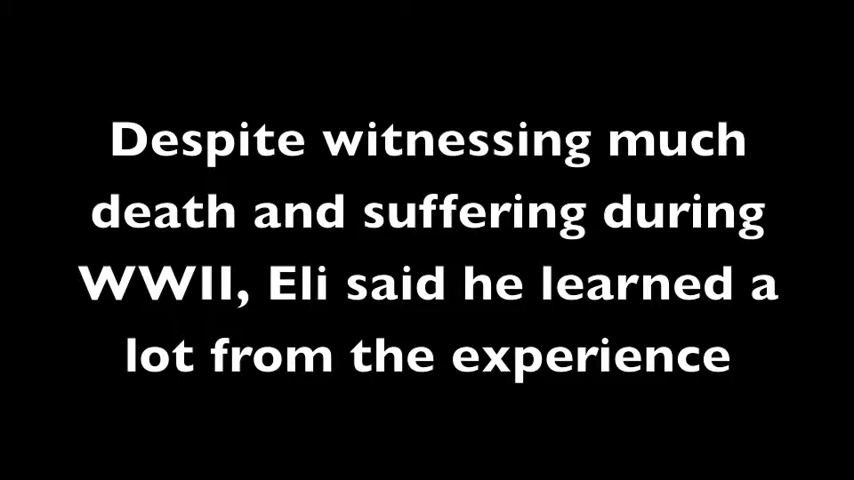 Despite witnessing much
death and suffering during
WWII, Eli said he learned a
lot from the experience